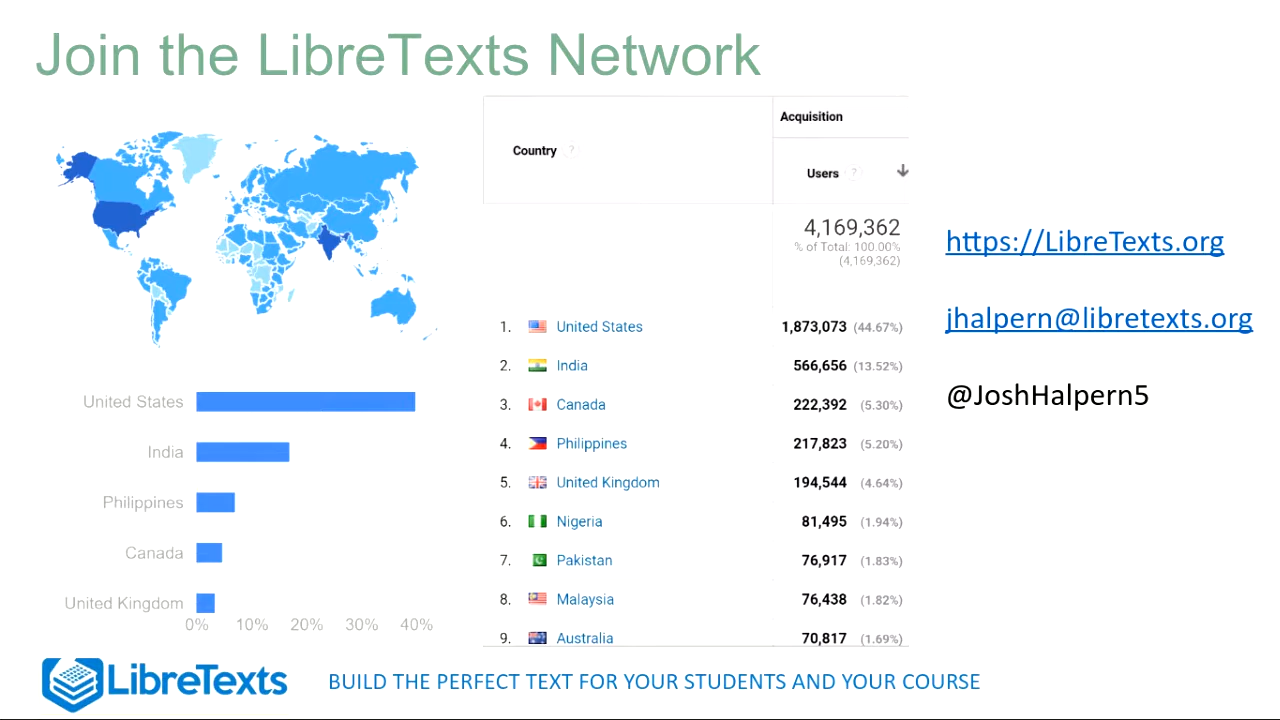 Join the LibreTexts Network
United States
India
Philippines
Canada
United Kingdom
0% 10% 20% 30% 40%
Acquisition
Country ?
Users ?
4,169,362
% of Total: 100.00%
(4,169,362)
1. United States 1,873,073 (44.67%)
2. India 566,656 (13.52%)
3. Canada 222,392 (5.30%)
4. Philippines 217,823 (5.20%)
5. United Kingdom 194,544 (4.64%)
6. Nigeria 81,495 (1.94%)
7. Pakistan 76,917 (1.83%)
8. Malaysia 76,438 (1.82%)
9. Australia 70,817 (1.69%)
https://LibreTexts.org
jhalpern@libretexts.org
@JoshHalpern5
LibreTexts
BUILD THE PERFECT TEXT FOR YOUR STUDENTS AND YOUR COURSE